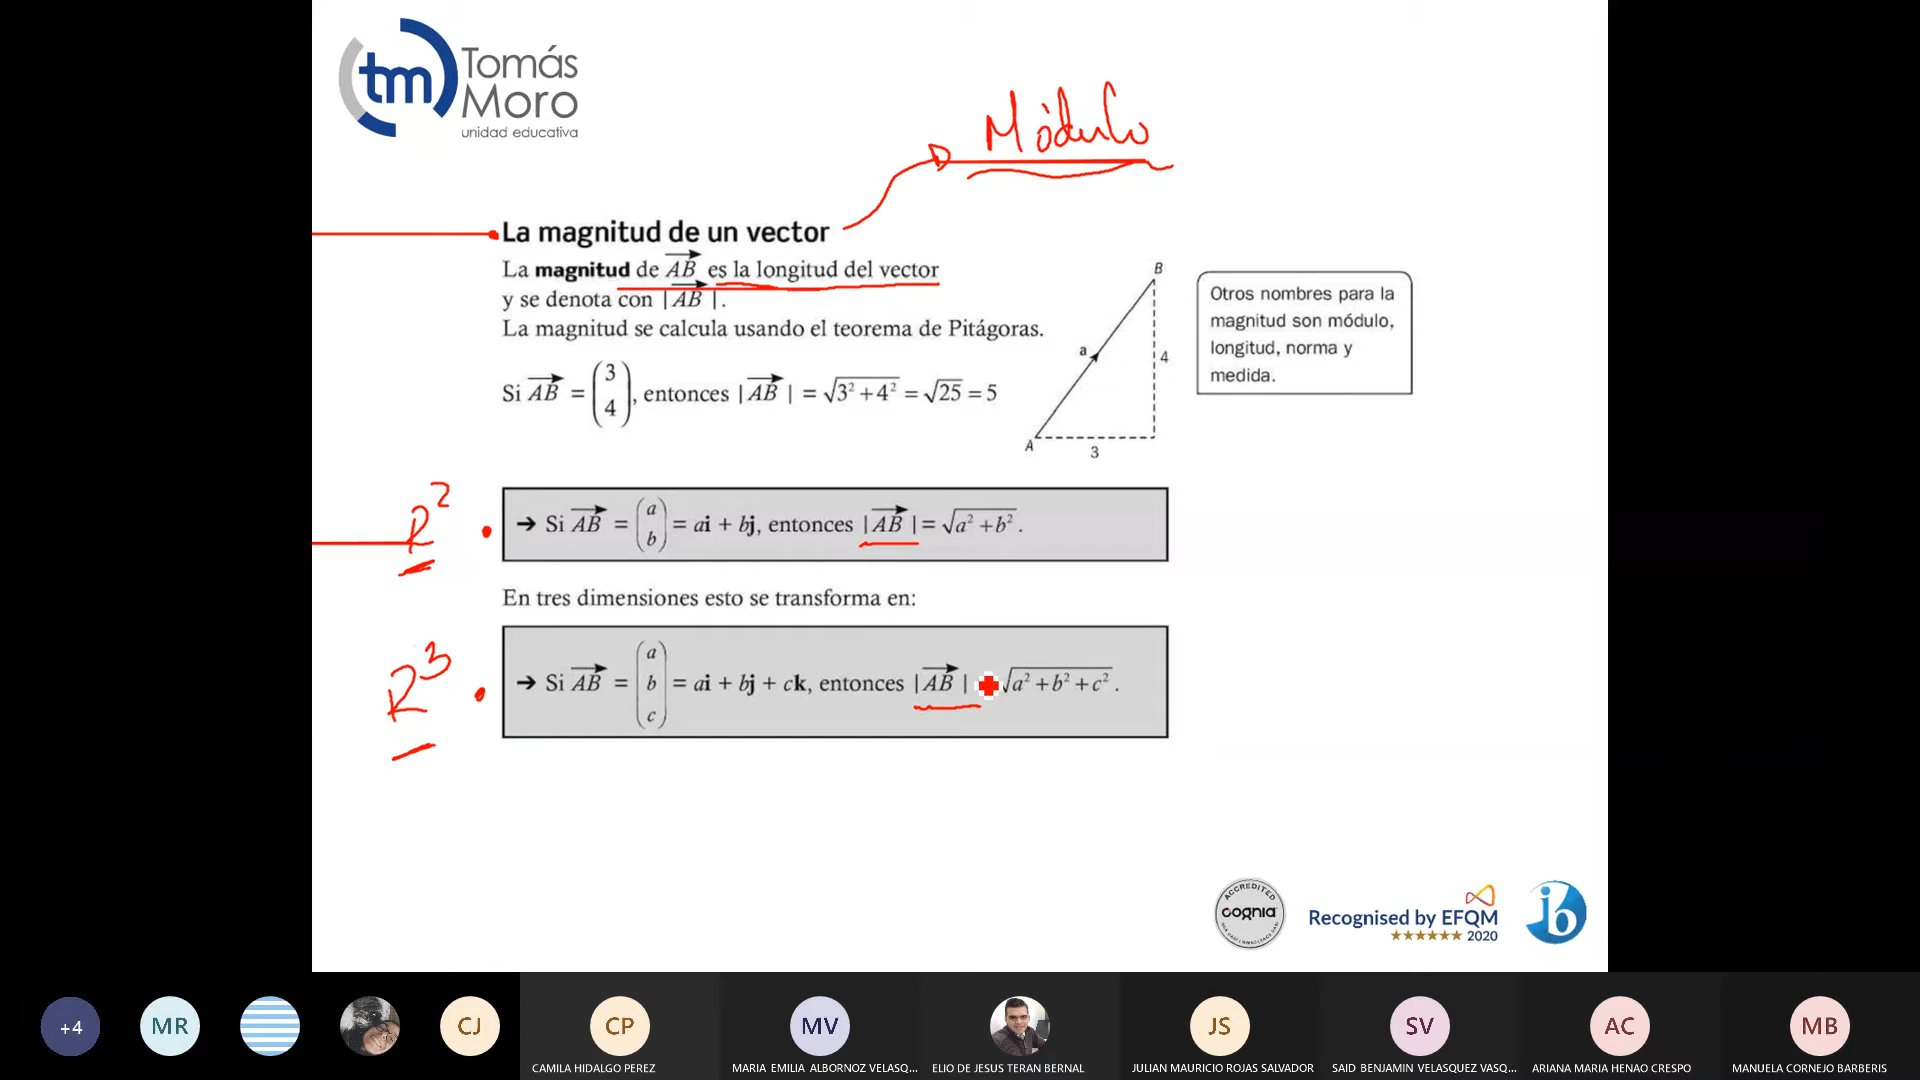 tm Tomás
Moro
unidad educativa
Módulo
La magnitud de un vector
La magnitud de AB es la longitud del vector
y se denota con |AB|.
La magnitud se calcula usando el teorema de Pitágoras.
Si AB = (3 4), entonces |AB| = √3² + 4² = √25 = 5
B
a
4
A
3
Otros nombres para la
magnitud son módulo,
longitud, norma y
medida.
R²
➔ Si AB = (a b) = ai + bj, entonces |AB| = √a² + b².
En tres dimensiones esto se transforma en:
R³
➔ Si AB = (a b c) = ai + bj + ck, entonces |AB| √a² + b² + c².
ACCREDITED
cognia
Recognised by EFQM
★★★★★★ 2020
ib
+4
MR
CJ
CP
MV
JS
SV
AC
MB
CAMILA HIDALGO PEREZ
MARIA EMILIA ALBORNOZ VELASQ...
ELIO DE JESUS TERAN BERNAL
JULIAN MAURICIO ROJAS SALVADOR
SAID BENJAMIN VELASQUEZ VASQ...
ARIANA MARIA HENAO CRESPO
MANUELA CORNEJO BARBERIS